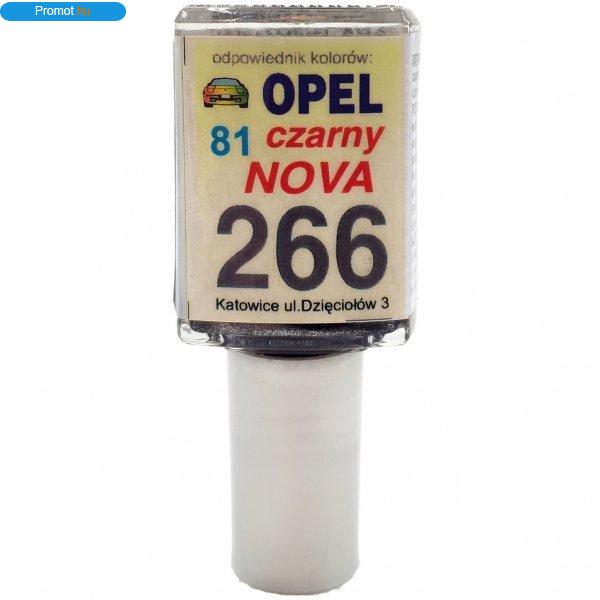 Promot.hu
odpowiednik kolorów:
OPEL
81 czarny
NOVA
266
Katowice ul.Dzięciołów 3